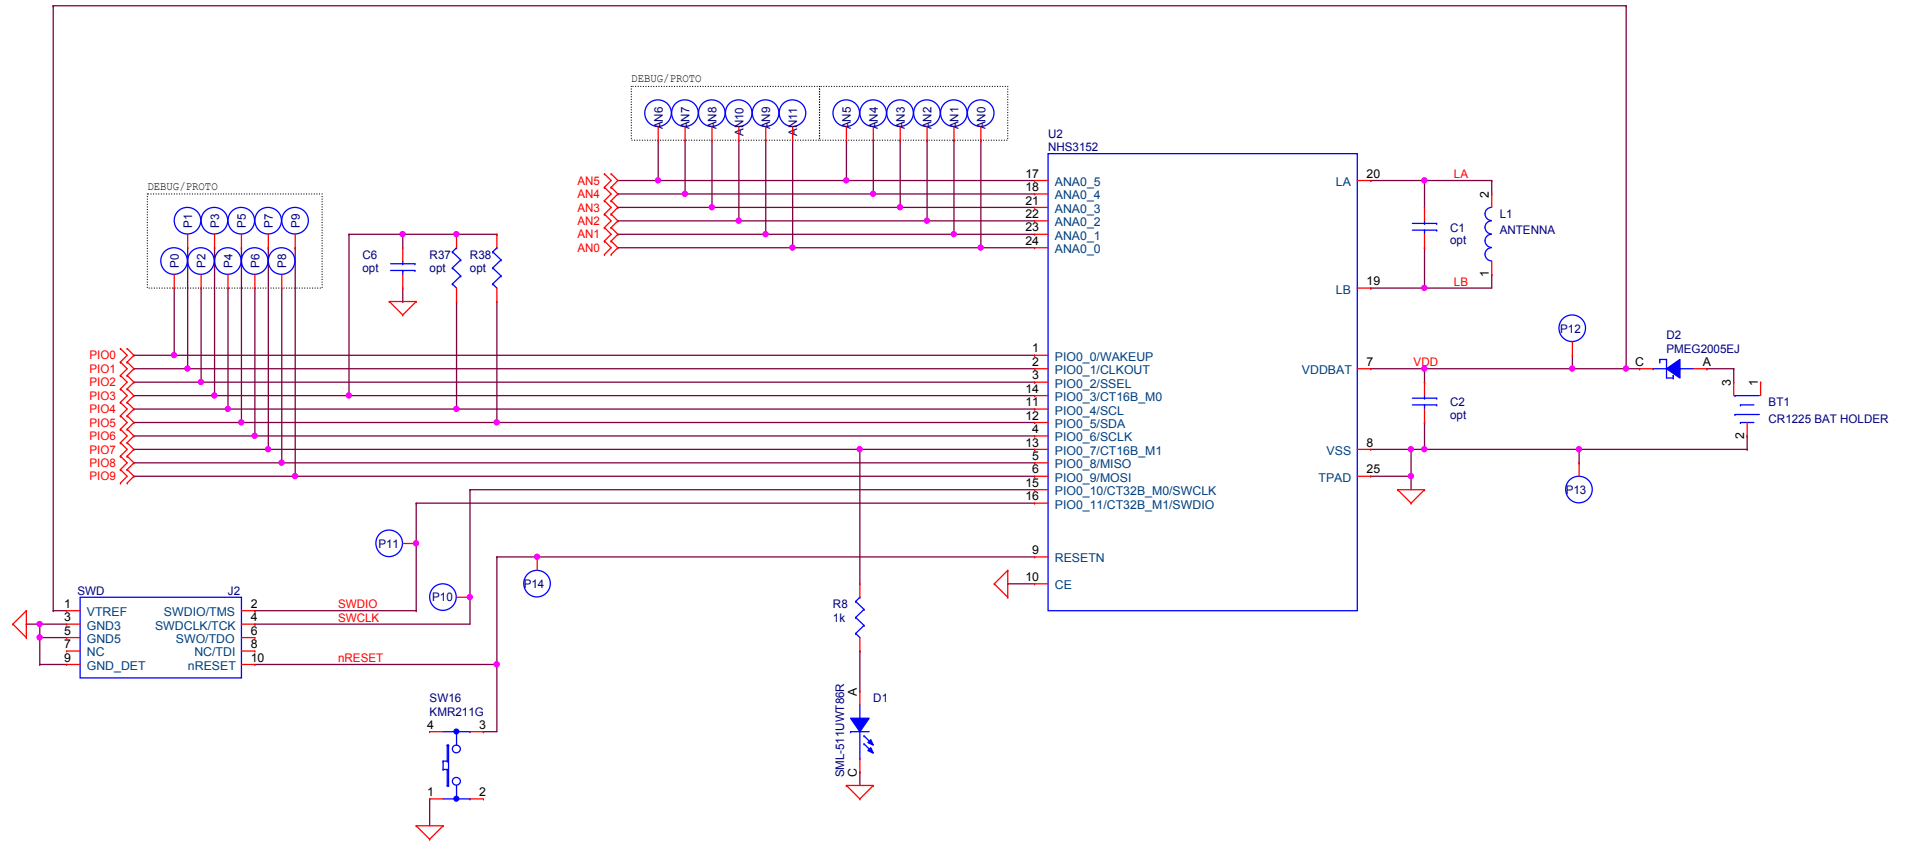 DEBUG/PROTO
AN6
AN7
AN8
AN10
AN9
AN11
AN5
AN4
AN3
AN2
AN1
AN0
U2
NHS3152
AN5
AN4
AN3
AN2
AN1
AN0
17
18
21
22
23
24
ANA0_5
ANA0_4
ANA0_3
ANA0_2
ANA0_1
ANA0_0
LA
20
LA
LB
19
LB
C1
opt
2
L1
ANTENNA
1
DEBUG/PROTO
P1
P3
P5
P7
P9
P0
P2
P4
P6
P8
C6
opt
R37
opt
R38
opt
PIO0
PIO1
PIO2
PIO3
PIO4
PIO5
PIO6
PIO7
PIO8
PIO9
1
2
3
14
11
12
4
13
5
6
15
16
PIO0_0/WAKEUP
PIO0_1/CLKOUT
PIO0_2/SSEL
PIO0_3/CT16B_M0
PIO0_4/SCL
PIO0_5/SDA
PIO0_6/SCLK
PIO0_7/CT16B_M1
PIO0_8/MISO
PIO0_9/MOSI
PIO0_10/CT32B_M0/SWCLK
PIO0_11/CT32B_M1/SWDIO
9
RESETN
10
CE
VDDBAT
7
VDD
VSS
8
TPAD
25
C2
opt
P12
P13
D2
PMEG2005EJ
C
A
3
1
2
BT1
CR1225 BAT HOLDER
P11
P10
P14
SWD
J2
1
3
5
7
9
VTREF
GND3
GND5
NC
GND_DET
SWDIO/TMS
SWDCLK/TCK
SWO/TDO
NC/TDI
nRESET
2
4
6
8
10
SWDIO
SWCLK
nRESET
SW16
KMR211G
4
3
1
2
R8
1k
A
D1
SML-511UWT86R
C